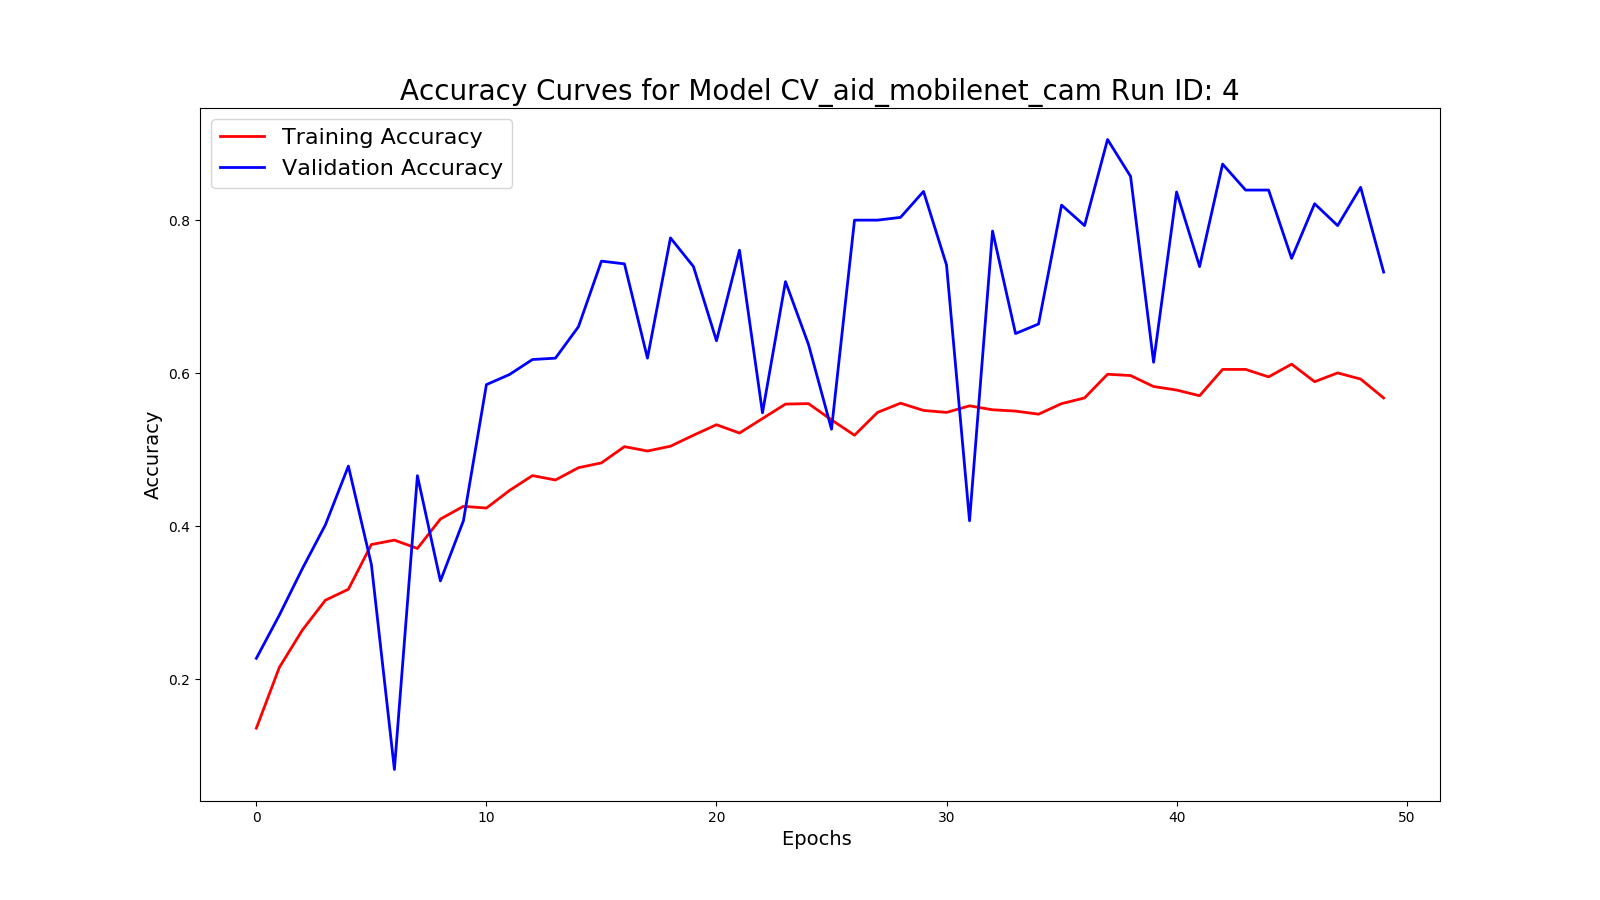 Accuracy Curves for Model CV_aid_mobilenet_cam Run ID: 4
Training Accuracy
Validation Accuracy
0.8
0.6
0.4
0.2
Accuracy
0 10 20 30 40 50
Epochs